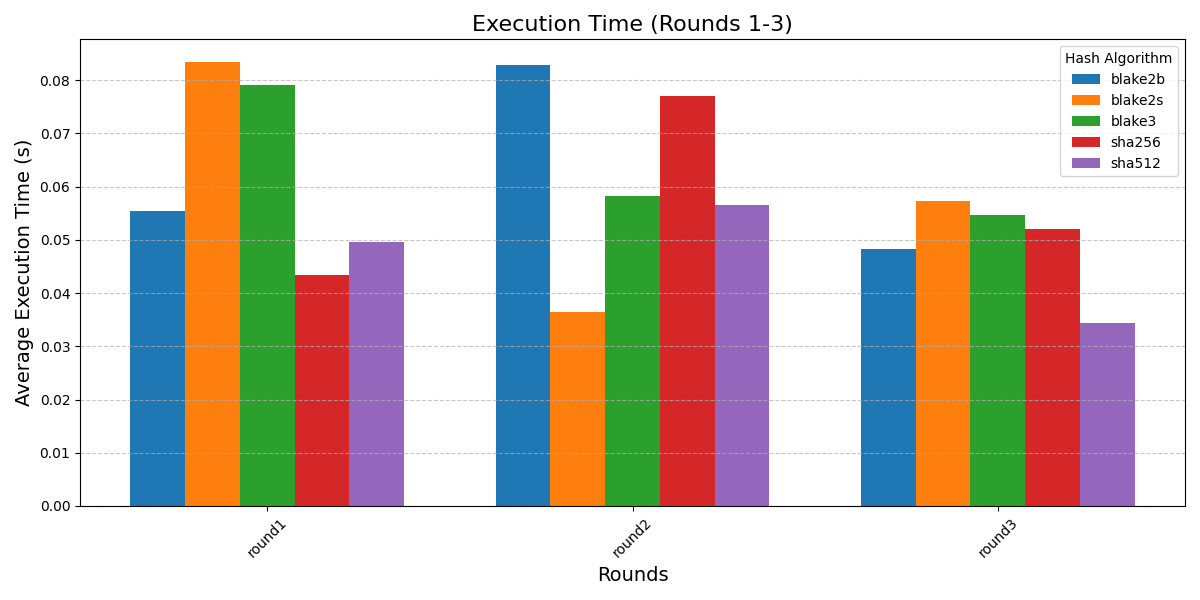 Execution Time (Rounds 1-3)
Average Execution Time (s)
0.08
0.07
0.06
0.05
0.04
0.03
0.02
0.01
0.00
Hash Algorithm
blake2b
blake2s
blake3
sha256
sha512
round1
round2
round3
Rounds